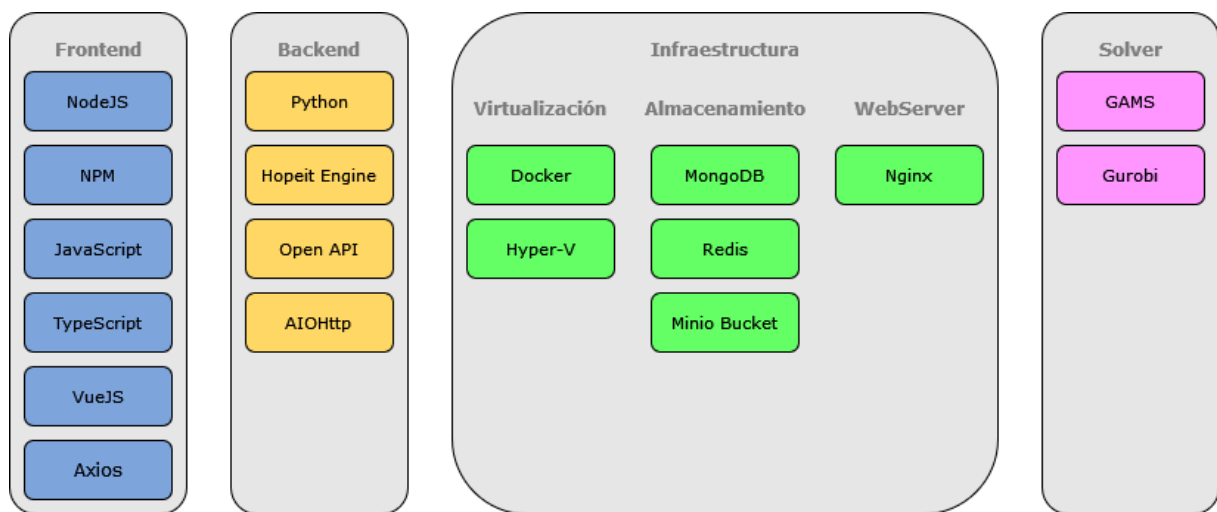 Frontend
NodeJS
NPM
JavaScript
TypeScript
VueJS
Axios
Backend
Python
Hopeit Engine
Open API
AIOHttp
Infraestructura
Virtualización
Docker
Hyper-V
Almacenamiento
MongoDB
Redis
Minio Bucket
WebServer
Nginx
Solver
GAMS
Gurobi